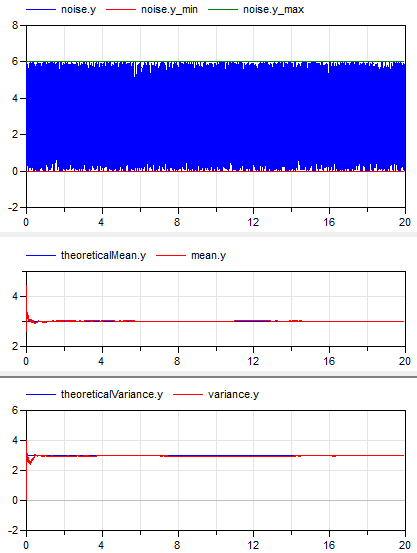 noise.y noise.y_min noise.y_max
8
6
4
2
0
-2
0 4 8 12 16 20
theoreticalMean.y mean.y
4
2
0 4 8 12 16 20
theoreticalVariance.y variance.y
6
4
2
0
-2
0 4 8 12 16 20